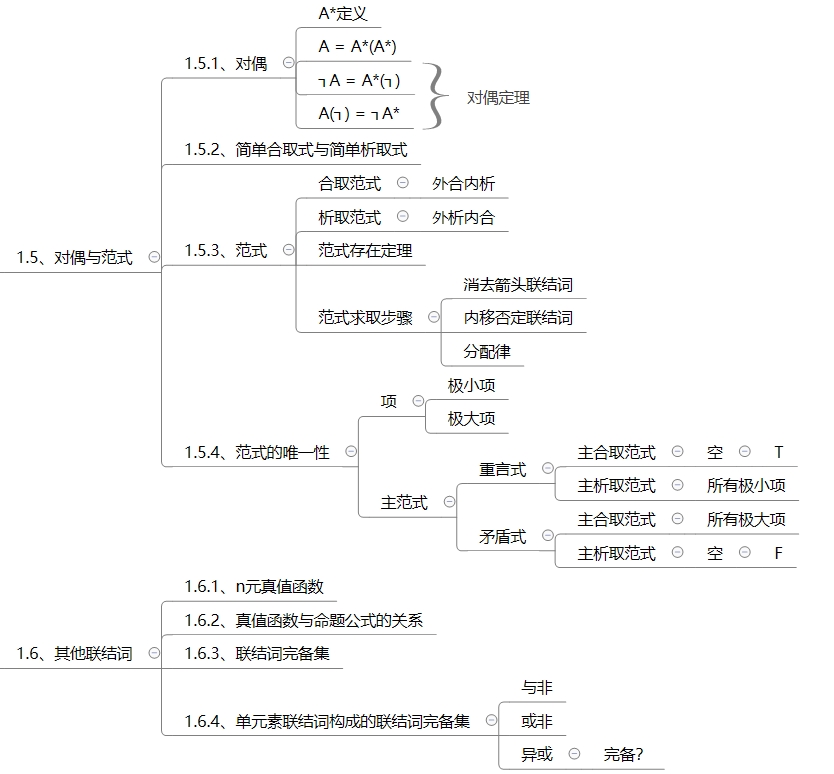 1.5、对偶与范式
1.5.1、对偶
A*定义
A = A*(A*)
┐A = A*(┐)
A(┐) = ┐A*
对偶定理
1.5.2、简单合取式与简单析取式
1.5.3、范式
合取范式 外合内析
析取范式 外析内合
范式存在定理
范式求取步骤
消去箭头联结词
内移否定联结词
分配律
1.5.4、范式的唯一性
项
极小项
极大项
主范式
重言式
主合取范式 空 T
主析取范式 所有极小项
矛盾式
主合取范式 所有极大项
主析取范式 空 F
1.6、其他联结词
1.6.1、n元真值函数
1.6.2、真值函数与命题公式的关系
1.6.3、联结词完备集
1.6.4、单元素联结词构成的联结词完备集
与非
或非
异或 完备?